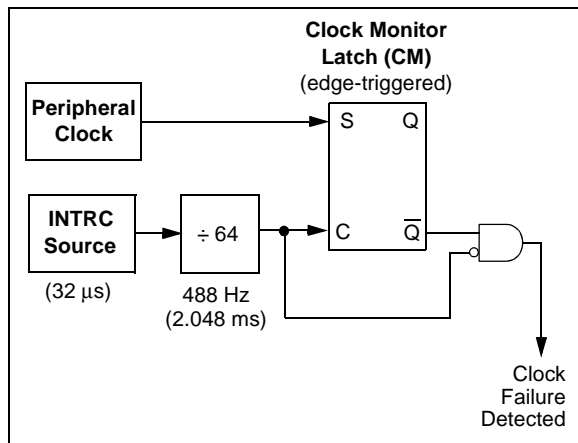 Clock Monitor
Latch (CM)
(edge-triggered)
Peripheral
Clock
S
Q
INTRC
Source
(32 μs)
÷ 64
488 Hz
(2.048 ms)
C
Q̅
Clock
Failure
Detected